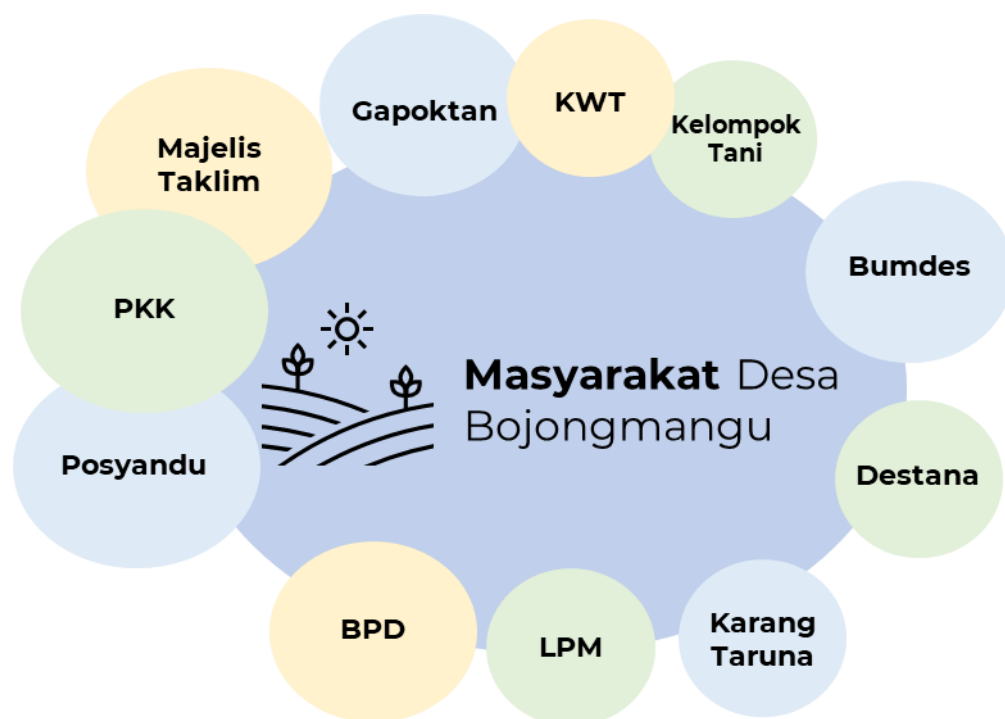 Gapoktan
KWT
Kelompok
Tani
Majelis
Taklim
Bumdes
PKK
Masyarakat Desa
Bojongmangu
Posyandu
Destana
BPD
LPM
Karang
Taruna